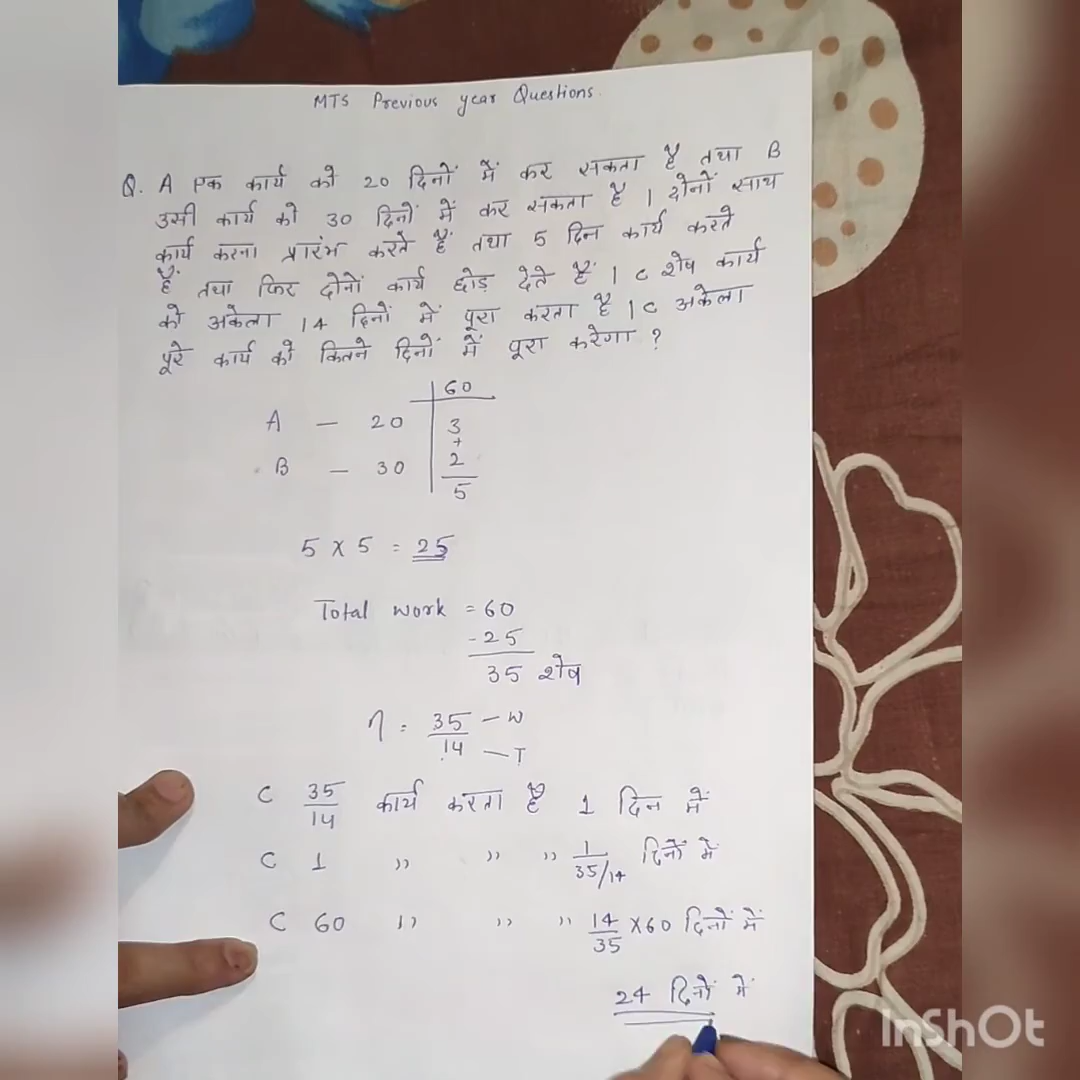 MTS Previous year Questions.
Q. A एक कार्य को 20 दिनों में कर सकता है तथा B
उसी कार्य को 30 दिनों में कर सकता है । दोनों साथ
कार्य करना प्रारंभ करते हैं तथा 5 दिन कार्य करते
हैं तथा फिर दोनों कार्य छोड़ देते हैं । C शेष कार्य
को अकेला 14 दिनों में पूरा करता है । C अकेला
पूरे कार्य को कितने दिनों में पूरा करेगा ?
60
A - 20 3
+
B - 30 2
5
5 x 5 = 25
Total work = 60
- 25
35 शेष
η = 35/14 - W - T
C 35/14 कार्य करता है 1 दिन में
C 1 ,, ,, ,, 1/35/14 दिनों में
C 60 ,, ,, ,, 14/35 x 60 दिनों में
24 दिनों में
InShOt